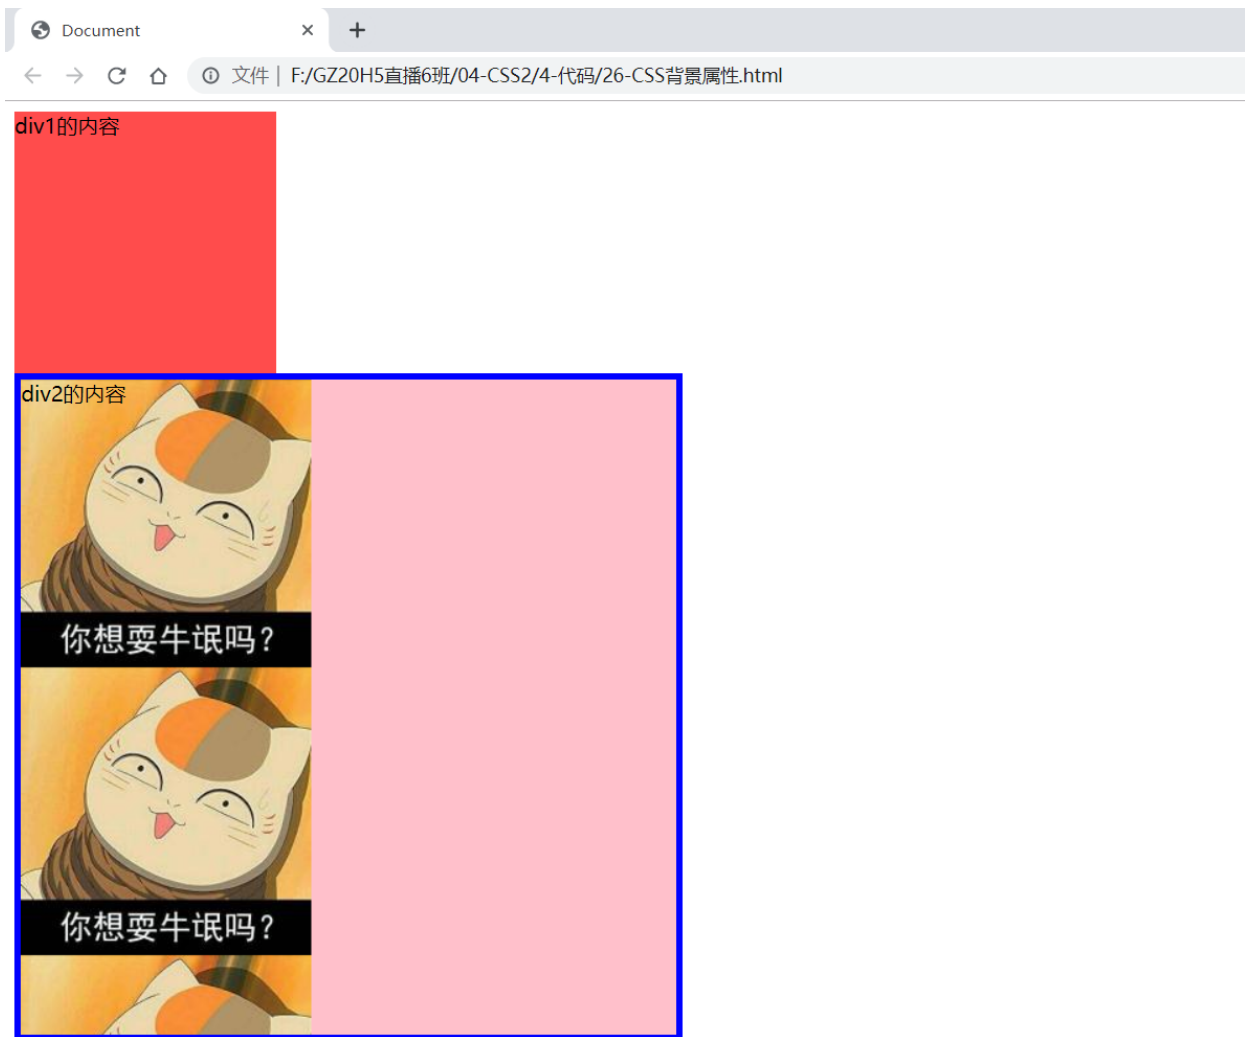 Document
文件 | F:/GZ20H5直播6班/04-CSS2/4-代码/26-CSS背景属性.html
div1的内容
div2的内容
你想耍牛氓吗?
你想耍牛氓吗?